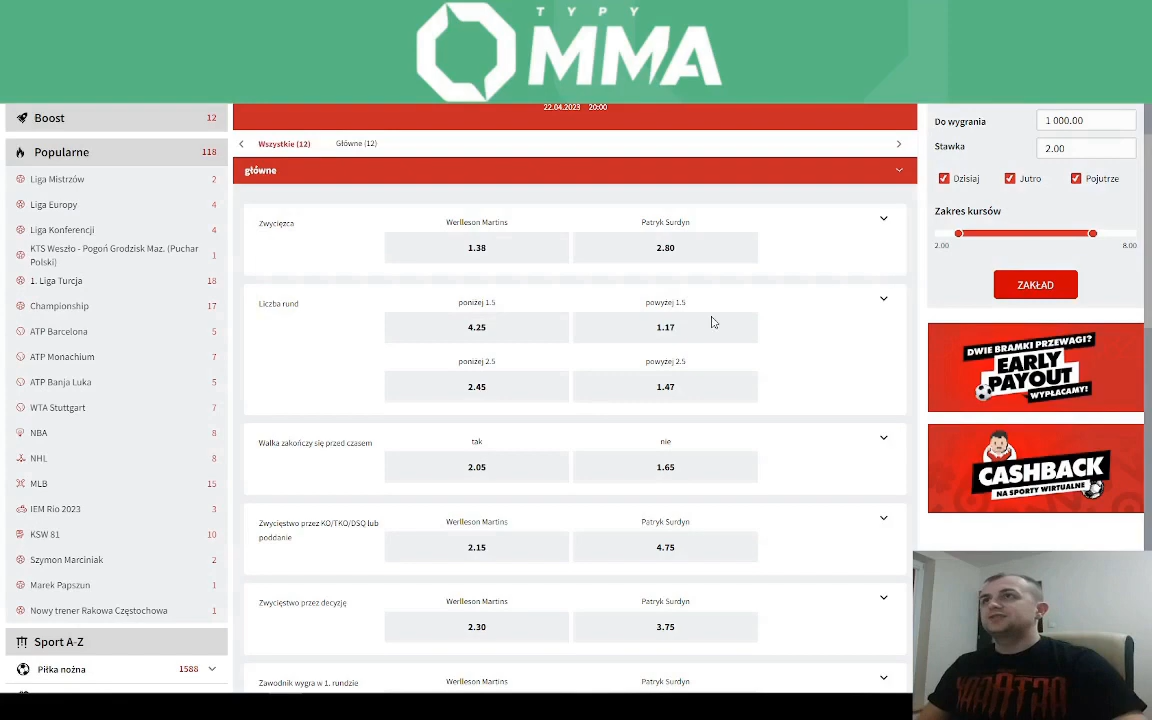 TYPY
MMA
Boost 12
Popularne 118
Liga Mistrzów 2
Liga Europy 4
Liga Konferencji 4
KTS Weszło - Pogoń Grodzisk Maz. (Puchar
Polski) 1
1. Liga Turcja 18
Championship 17
ATP Barcelona 5
ATP Monachium 7
ATP Banja Luka 5
WTA Stuttgart 7
NBA 8
NHL 8
MLB 15
IEM Rio 2023 3
KSW 81 10
Szymon Marciniak 2
Marek Papszun 1
Nowy trener Rakowa Częstochowa 1
Sport A-Z
Piłka nożna 1588
22.04.2023 20:00
Wszystkie (12) Główne (12)
główne
Zwycięzca Werlleson Martins Patryk Surdyn
1.38 2.80
Liczba rund poniżej 1.5 powyżej 1.5
4.25 1.17
poniżej 2.5 powyżej 2.5
2.45 1.47
Walka zakończy się przed czasem tak nie
2.05 1.65
Zwycięstwo przez KO/TKO/DSQ lub
poddanie Werlleson Martins Patryk Surdyn
2.15 4.75
Zwycięstwo przez decyzję Werlleson Martins Patryk Surdyn
2.30 3.75
Zawodnik wygra w 1. rundzie Werlleson Martins Patryk Surdyn
Do wygrania 1 000.00
Stawka 2.00
Dzisiaj Jutro Pojutrze
Zakres kursów
2.00 8.00
ZAKŁAD
DWIE BRAMKI PRZEWAGI?
EARLY
PAYOUT
WYPŁACAMY!
CASHBACK
NA SPORTY WIRTUALNE